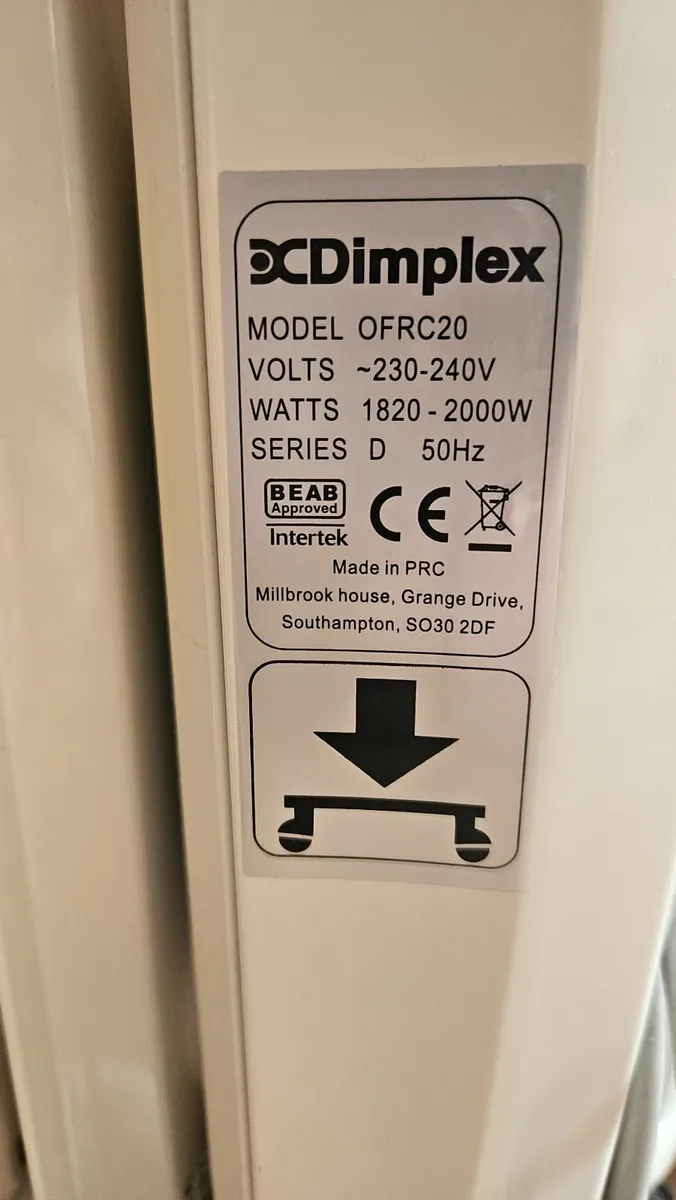 Dimplex
MODEL OFRC20
VOLTS ~230-240V
WATTS 1820 - 2000W
SERIES D 50Hz
BEAB
Approved
Intertek
CE
Made in PRC
Millbrook house, Grange Drive,
Southampton, SO30 2DF